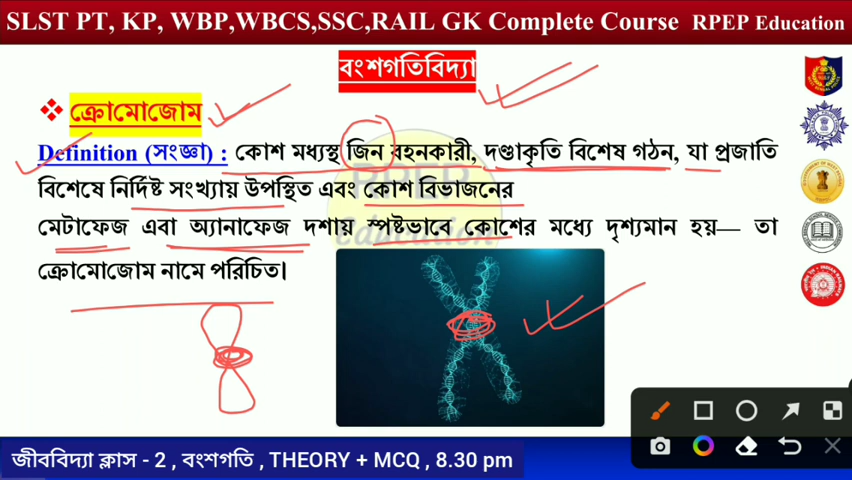 SLST PT, KP, WBP,WBCS,SSC,RAIL GK Complete Course RPEP Education
বংশগতিবিদ্যা
❖ ক্রোমোজোম
Definition (সংজ্ঞা) : কোশ মধ্যস্থ জিন বহনকারী, দণ্ডাকৃতি বিশেষ গঠন, যা প্রজাতি
বিশেষে নির্দিষ্ট সংখ্যায় উপস্থিত এবং কোশ বিভাজনের
মেটাফেজ এবা অ্যানাফেজ দশায় স্পষ্টভাবে কোশের মধ্যে দৃশ্যমান হয়— তা
ক্রোমোজোম নামে পরিচিত।
RPEP
Education
জীববিদ্যা ক্লাস - 2 , বংশগতি , THEORY + MCQ , 8.30 pm